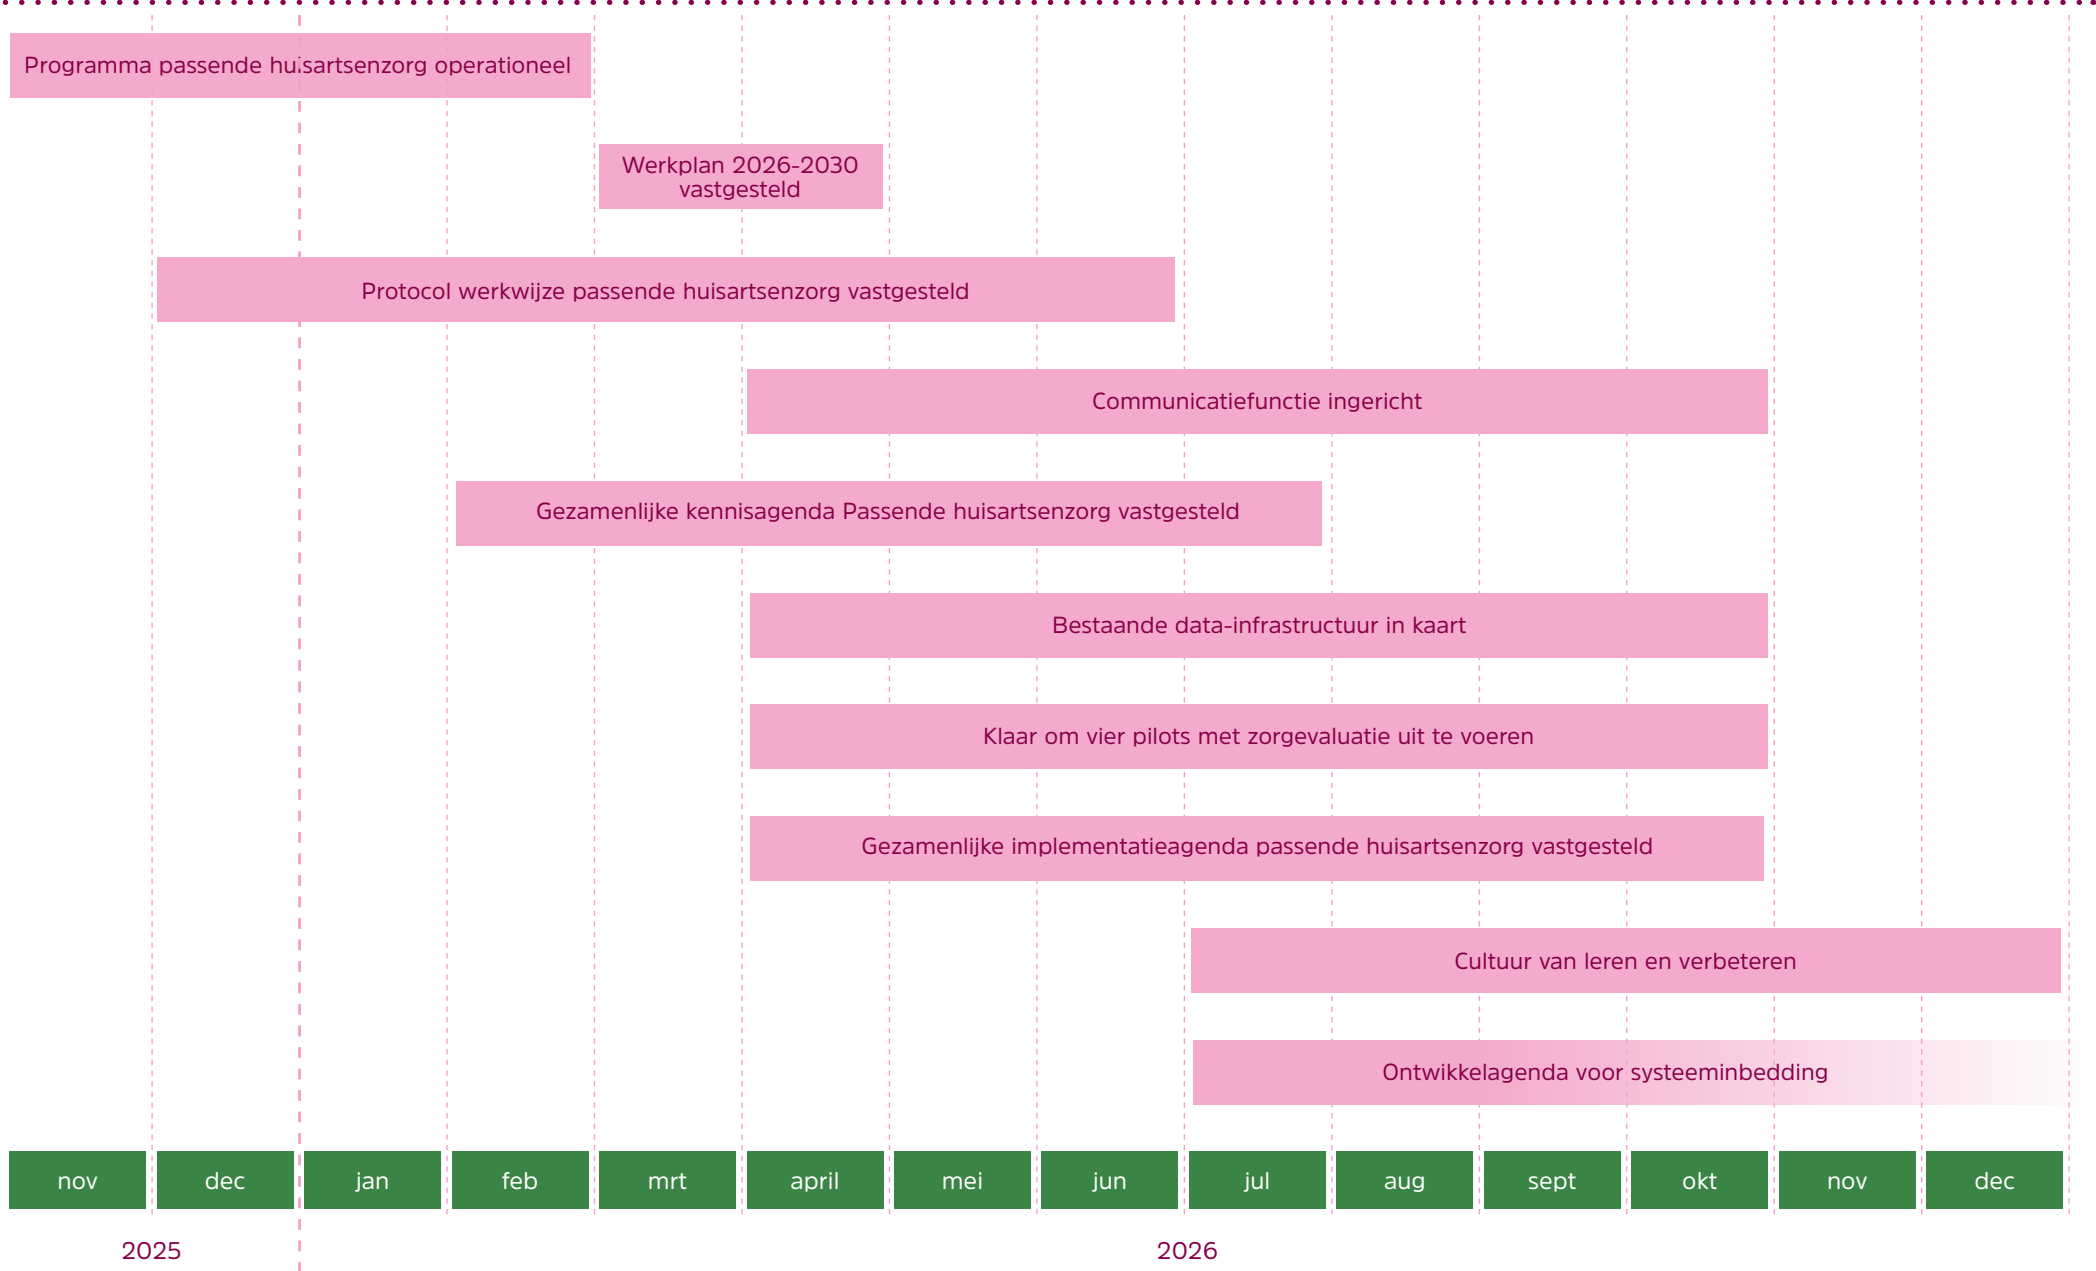 Programma passende huisartsenzorg operationeel
Werkplan 2026-2030
vastgesteld
Protocol werkwijze passende huisartsenzorg vastgesteld
Communicatiefunctie ingericht
Gezamenlijke kennisagenda Passende huisartsenzorg vastgesteld
Bestaande data-infrastructuur in kaart
Klaar om vier pilots met zorgevaluatie uit te voeren
Gezamenlijke implementatieagenda passende huisartsenzorg vastgesteld
Cultuur van leren en verbeteren
Ontwikkelagenda voor systeeminbedding
nov dec jan feb mrt april mei jun jul aug sept okt nov dec
2025 2026